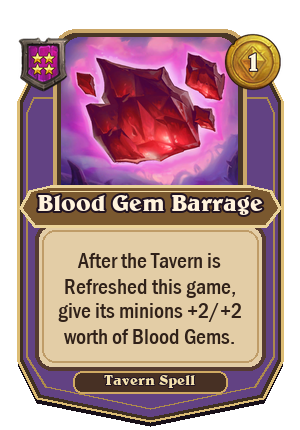 1
Blood Gem Barrage
After the Tavern is
Refreshed this game,
give its minions +2/+2
worth of Blood Gems.
Tavern Spell